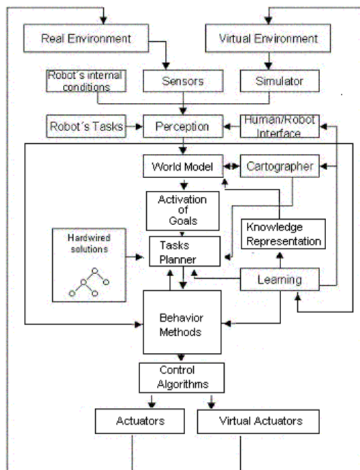 Real Environment
Virtual Environment
Robot´s internal
conditions
Sensors
Simulator
Robot´s Tasks
Perception
Human/Robot
Interface
World Model
Cartographer
Activation
of
Goals
Knowledge
Representation
Hardwired
solutions
Tasks
Planner
Learning
Behavior
Methods
Control
Algorithms
Actuators
Virtual Actuators